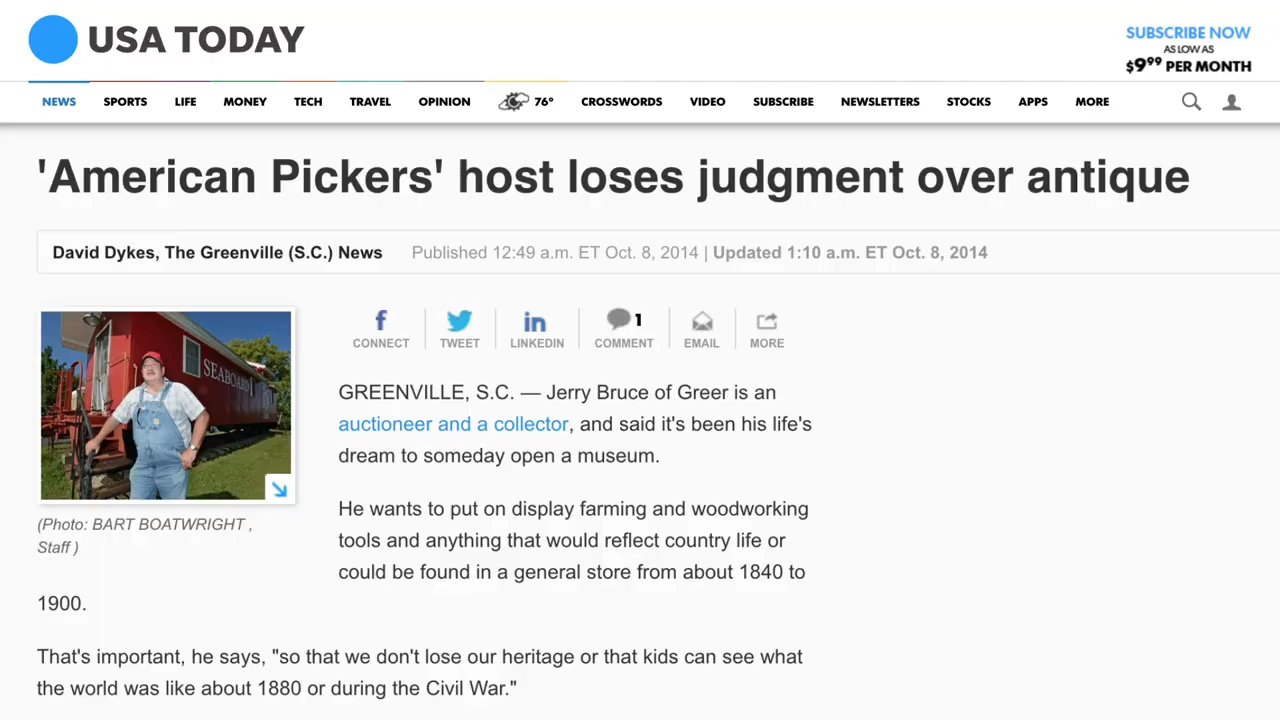 USA TODAY
SUBSCRIBE NOW
AS LOW AS
$9⁹⁹ PER MONTH
NEWS SPORTS LIFE MONEY TECH TRAVEL OPINION 76° CROSSWORDS VIDEO SUBSCRIBE NEWSLETTERS STOCKS APPS MORE
'American Pickers' host loses judgment over antique
David Dykes, The Greenville (S.C.) News Published 12:49 a.m. ET Oct. 8, 2014 | Updated 1:10 a.m. ET Oct. 8, 2014
SEABOARD
(Photo: BART BOATWRIGHT ,
Staff )
f in 1
CONNECT TWEET LINKEDIN COMMENT EMAIL MORE
GREENVILLE, S.C. — Jerry Bruce of Greer is an
auctioneer and a collector, and said it's been his life's
dream to someday open a museum.
He wants to put on display farming and woodworking
tools and anything that would reflect country life or
could be found in a general store from about 1840 to
1900.
That's important, he says, "so that we don't lose our heritage or that kids can see what
the world was like about 1880 or during the Civil War."